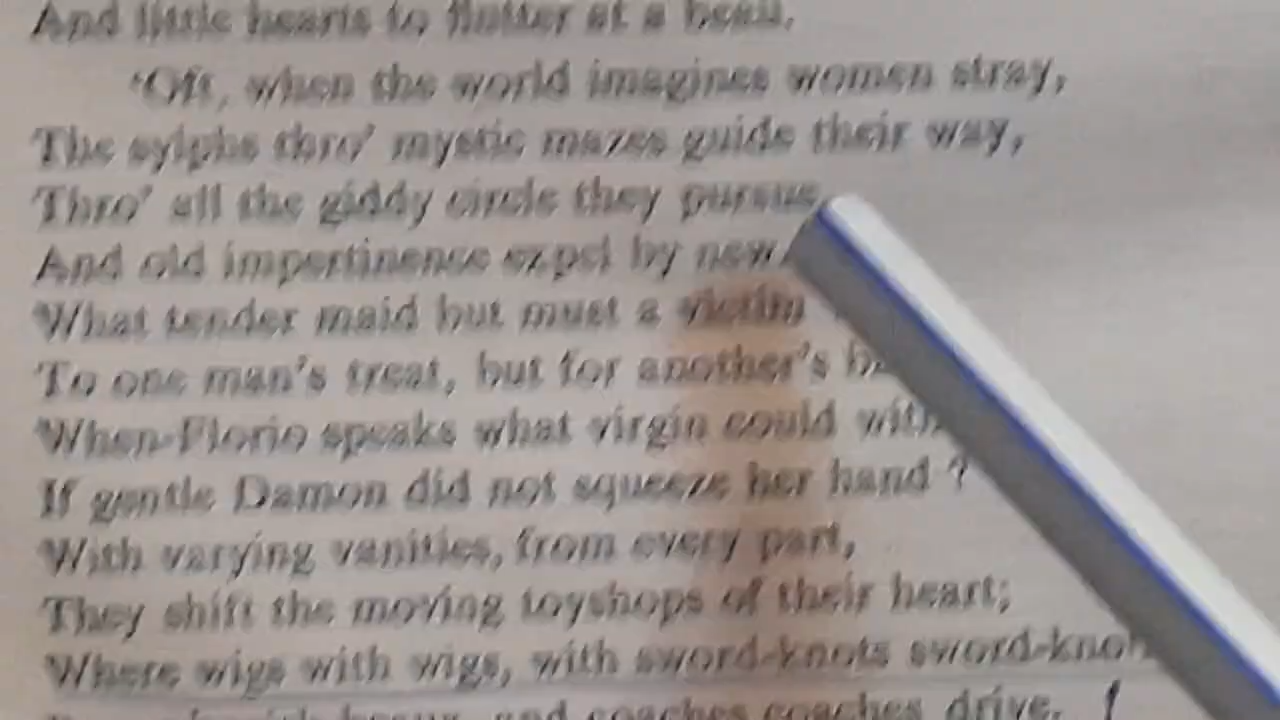 And little hearts to flutter at a beau.
'Oft, when the world imagines women stray,
The sylphs thro' mystic mazes guide their way,
Thro' all the giddy circle they pursue,
And old impertinence expel by new.
What tender maid but must a victim
To one man's treat, but for another's
When Florio speaks what virgin could
If gentle Damon did not squeeze her hand ?
With varying vanities, from every part,
They shift the moving toyshops of their heart;
Where wigs with wigs, with sword-knots
and coaches coaches drive.